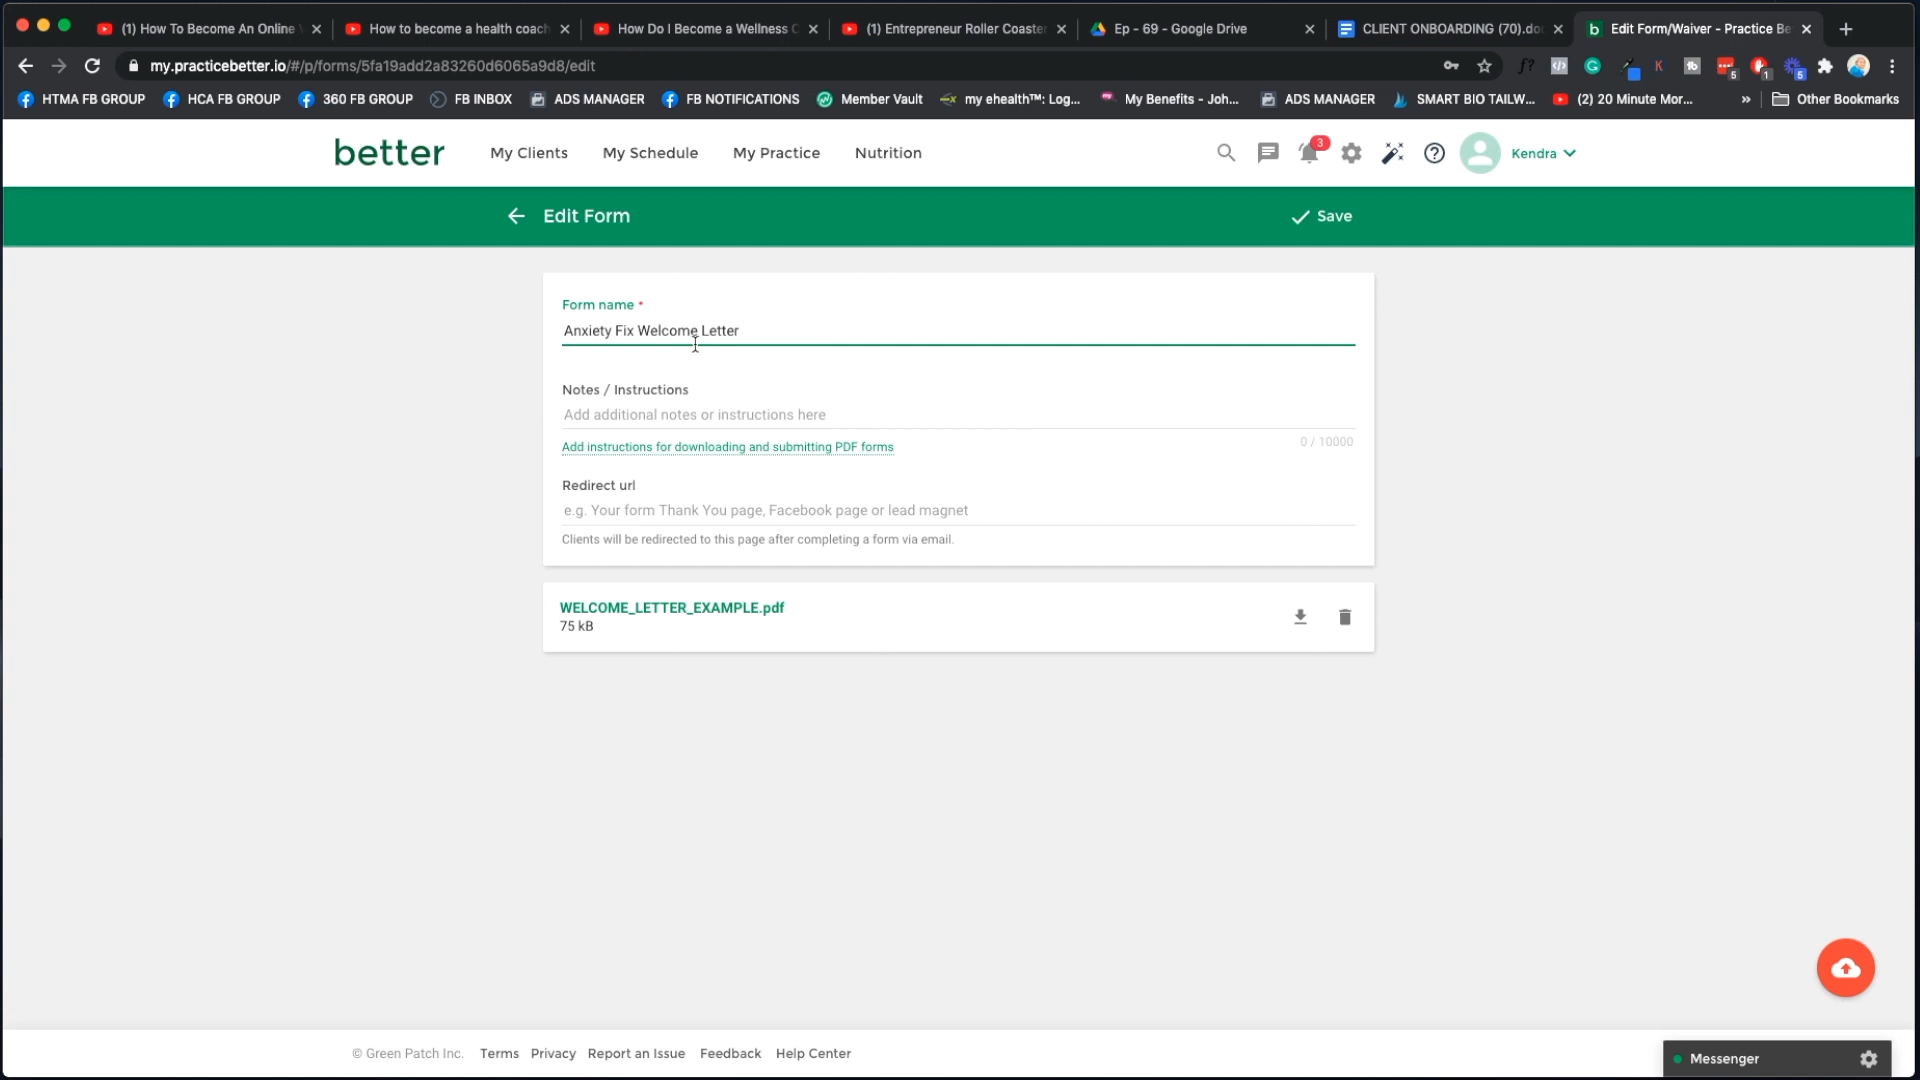 (1) How To Become An Online
How to become a health coach
How Do I Become a Wellness C
(1) Entrepreneur Roller Coaster
Ep - 69 - Google Drive
CLIENT ONBOARDING (70).do
Edit Form/Waiver - Practice Be
my.practicebetter.io/#/p/forms/5fa19add2a83260d6065a9d8/edit
HTMA FB GROUP
HCA FB GROUP
360 FB GROUP
FB INBOX
ADS MANAGER
FB NOTIFICATIONS
Member Vault
my ehealth™: Log...
My Benefits - Joh...
ADS MANAGER
SMART BIO TAILW...
(2) 20 Minute Mor...
Other Bookmarks
better
My Clients
My Schedule
My Practice
Nutrition
3
Kendra
Edit Form
Save
Form name *
Anxiety Fix Welcome Letter
Notes / Instructions
Add additional notes or instructions here
0 / 10000
Add instructions for downloading and submitting PDF forms
Redirect url
e.g. Your form Thank You page, Facebook page or lead magnet
Clients will be redirected to this page after completing a form via email.
WELCOME_LETTER_EXAMPLE.pdf
75 kB
© Green Patch Inc.
Terms
Privacy
Report an Issue
Feedback
Help Center
Messenger